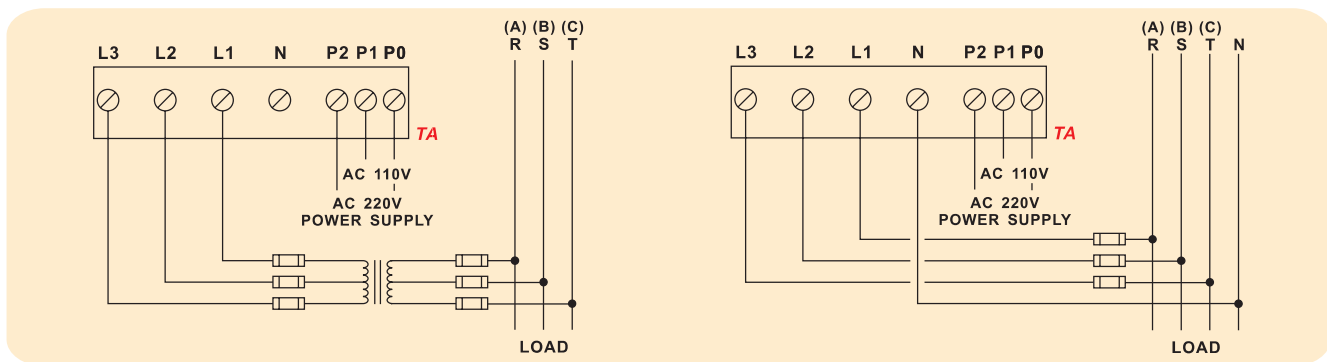 (A) (B) (C)
R S T
L3 L2 L1 N P2 P1 P0
TA
AC 110V
AC 220V
POWER SUPPLY
LOAD
(A) (B) (C)
R S T N
L3 L2 L1 N P2 P1 P0
TA
AC 110V
AC 220V
POWER SUPPLY
LOAD